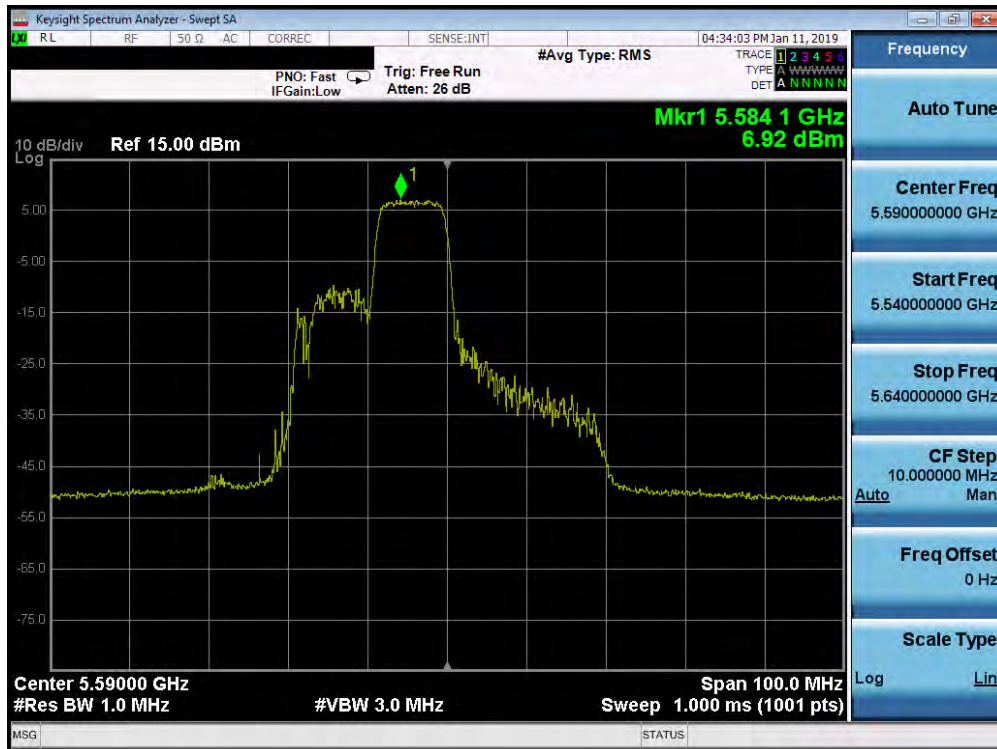 Keysight Spectrum Analyzer - Swept SA
LXI RL RF 50 Ω AC CORREC SENSE:INT 04:34:03 PM Jan 11, 2019
#Avg Type: RMS TRACE 1 2 3 4 5 6
PNO: Fast Trig: Free Run TYPE A WWWWWW
IFGain:Low Atten: 26 dB DET A N N N N N
Mkr1 5.584 1 GHz
6.92 dBm
10 dB/div Ref 15.00 dBm
Log
1
5.00
-5.00
-15.0
-25.0
-35.0
-45.0
-55.0
-65.0
-75.0
Center 5.59000 GHz Span 100.0 MHz
#Res BW 1.0 MHz #VBW 3.0 MHz Sweep 1.000 ms (1001 pts)
MSG STATUS
Frequency
Auto Tune
Center Freq
5.590000000 GHz
Start Freq
5.540000000 GHz
Stop Freq
5.640000000 GHz
CF Step
10.000000 MHz
Auto Man
Freq Offset
0 Hz
Scale Type
Log Lin